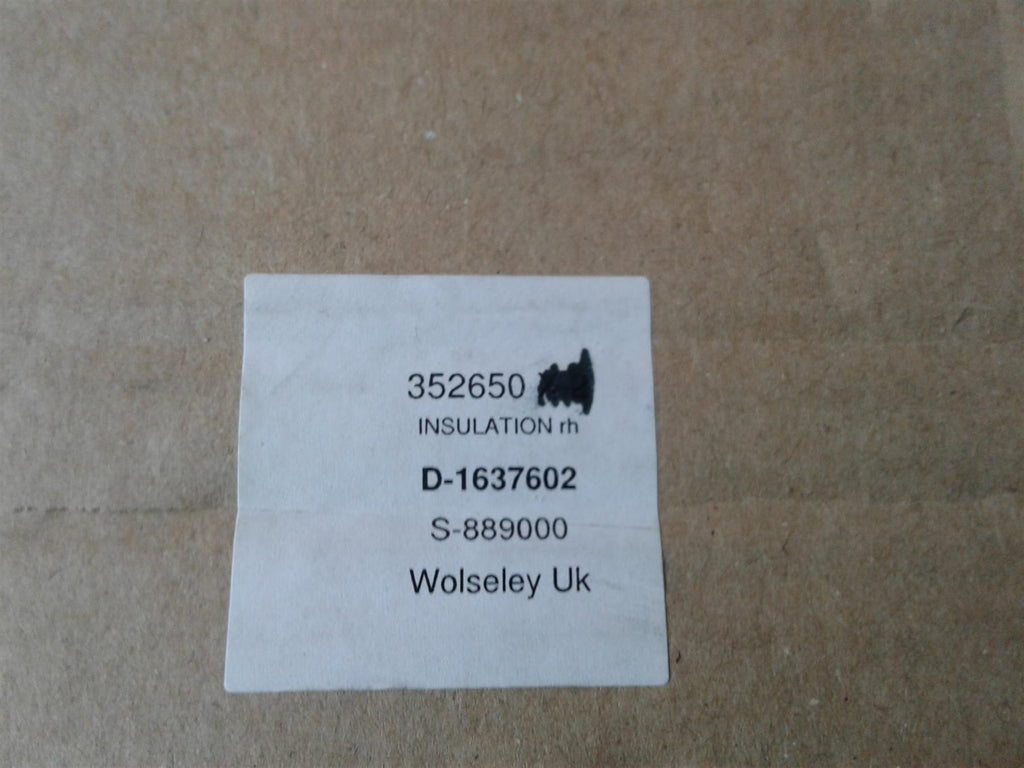 352650
INSULATION rh
D-1637602
S-889000
Wolseley Uk